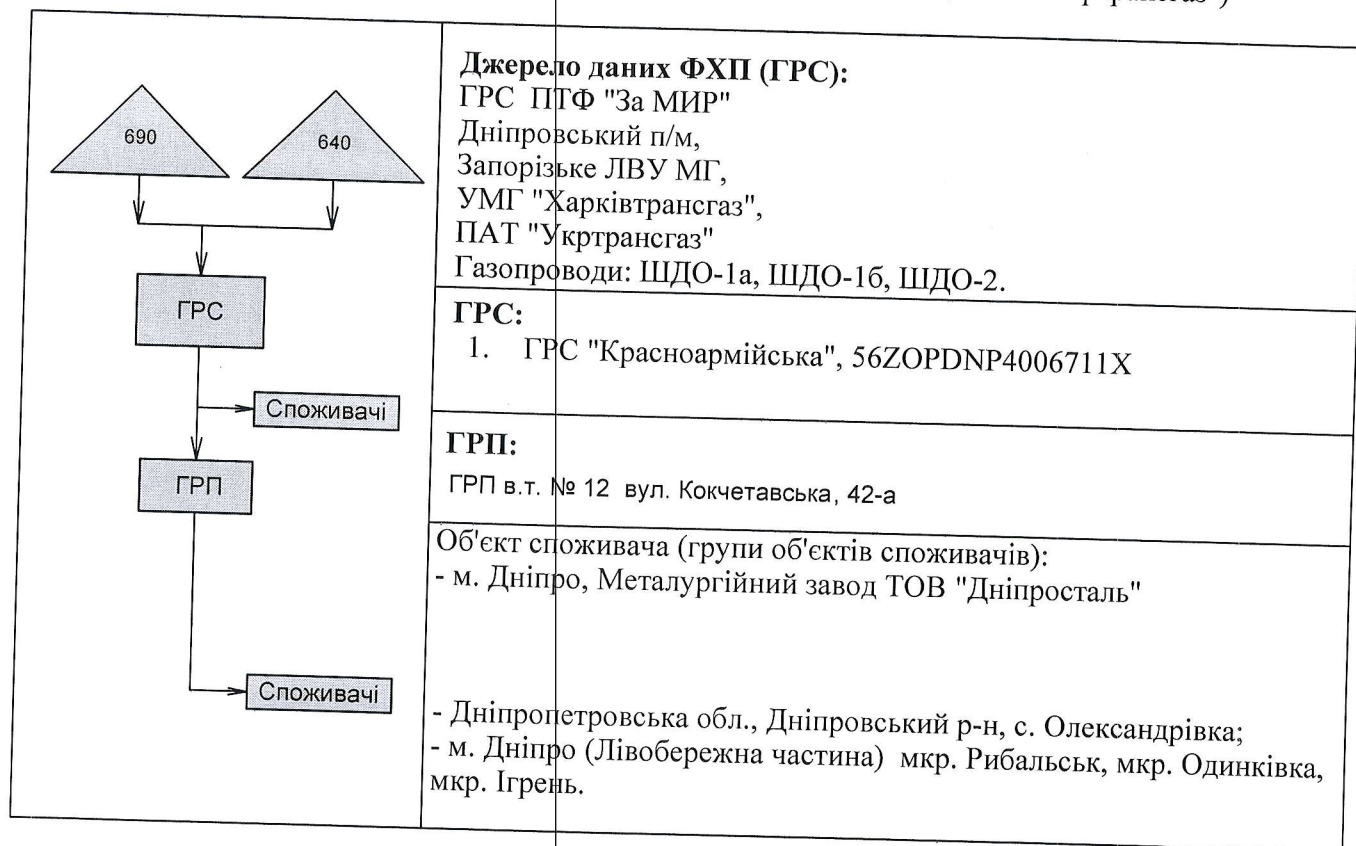 690
640
ГРС
Споживачі
ГРП
Споживачі
Джерело даних ФХП (ГРС):
ГРС ПТФ "За МИР"
Дніпровський п/м,
Запорізьке ЛВУ МГ,
УМГ "Харківтрансгаз",
ПАТ "Укртрансгаз"
Газопроводи: ШДО-1а, ШДО-1б, ШДО-2.
ГРС:
1. ГРС "Красноармійська", 56ZOPDNP4006711X
ГРП:
ГРП в.т. № 12 вул. Кокчетавська, 42-а
Об'єкт споживача (групи об'єктів споживачів):
- м. Дніпро, Металургійний завод ТОВ "Дніпросталь"
- Дніпропетровська обл., Дніпровський р-н, с. Олександрівка;
- м. Дніпро (Лівобережна частина) мкр. Рибальськ, мкр. Одинківка,
мкр. Ігрень.